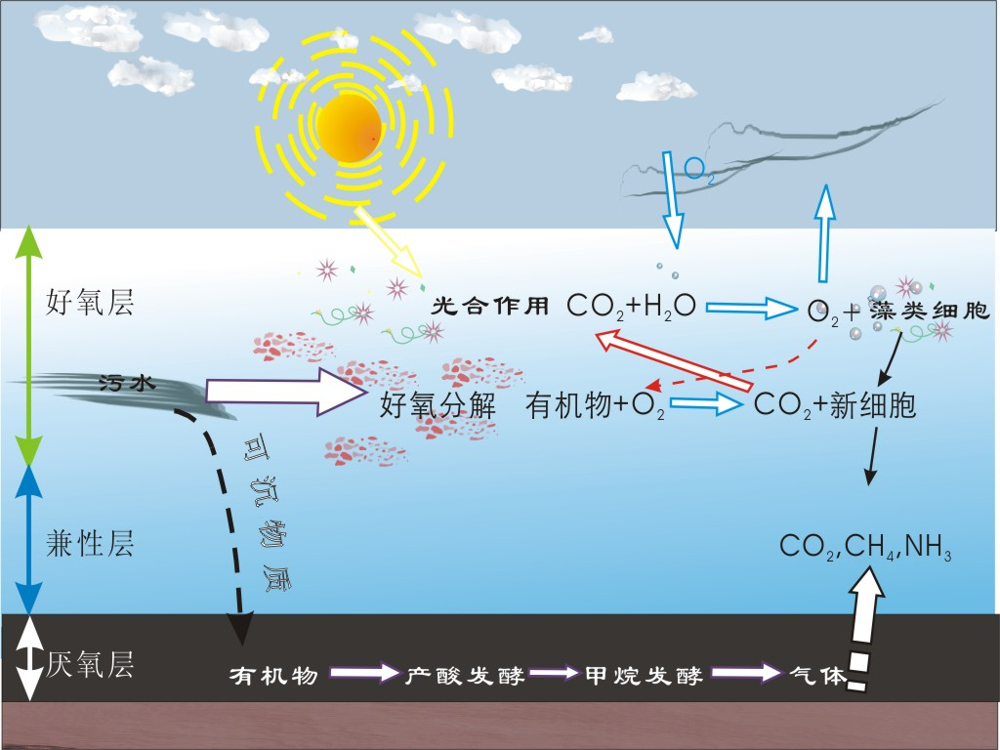 O₂
好氧层
光合作用 CO₂+H₂O
O₂+藻类细胞
污水
好氧分解 有机物+O₂
CO₂+新细胞
可沉物质
兼性层
CO₂,CH₄,NH₃
厌氧层
有机物
产酸发酵
甲烷发酵
气体